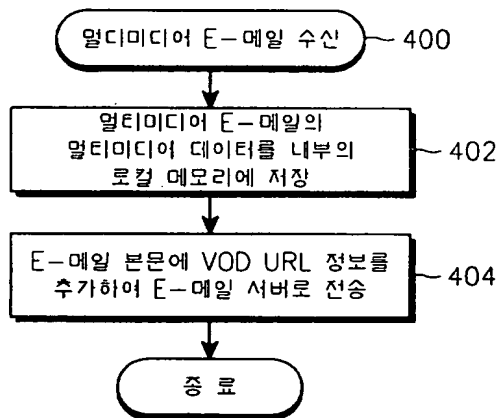 멀티미디어 E-메일 수신
400
멀티미디어 E-메일의
멀티미디어 데이터를 내부의
로컬 메모리에 저장
402
E-메일 본문에 VOD URL 정보를
추가하여 E-메일 서버로 전송
404
종 료